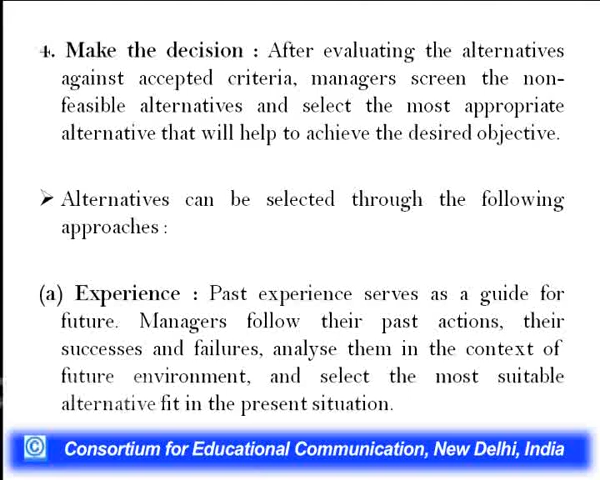 4. Make the decision : After evaluating the alternatives
against accepted criteria, managers screen the non-
feasible alternatives and select the most appropriate
alternative that will help to achieve the desired objective.
➤ Alternatives can be selected through the following
approaches :
(a) Experience : Past experience serves as a guide for
future. Managers follow their past actions, their
successes and failures, analyse them in the context of
future environment, and select the most suitable
alternative fit in the present situation.
© Consortium for Educational Communication, New Delhi, India